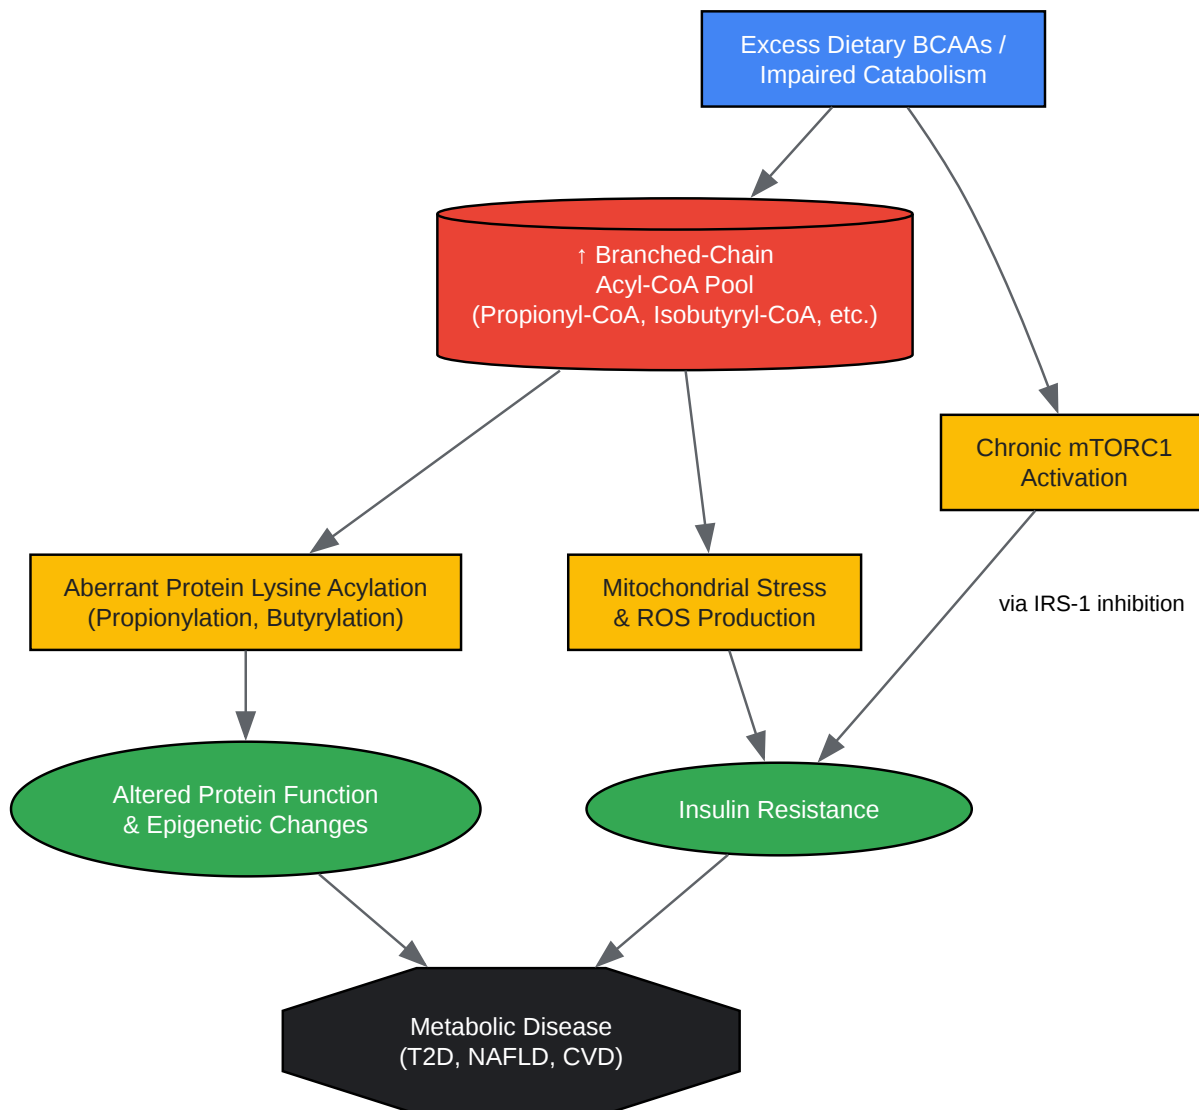 Excess Dietary BCAAs /
Impaired Catabolism
↑ Branched-Chain
Acyl-CoA Pool
(Propionyl-CoA, Isobutyryl-CoA, etc.)
Chronic mTORC1
Activation
Aberrant Protein Lysine Acylation
(Propionylation, Butyrylation)
Mitochondrial Stress
& ROS Production
via IRS-1 inhibition
Altered Protein Function
& Epigenetic Changes
Insulin Resistance
Metabolic Disease
(T2D, NAFLD, CVD)